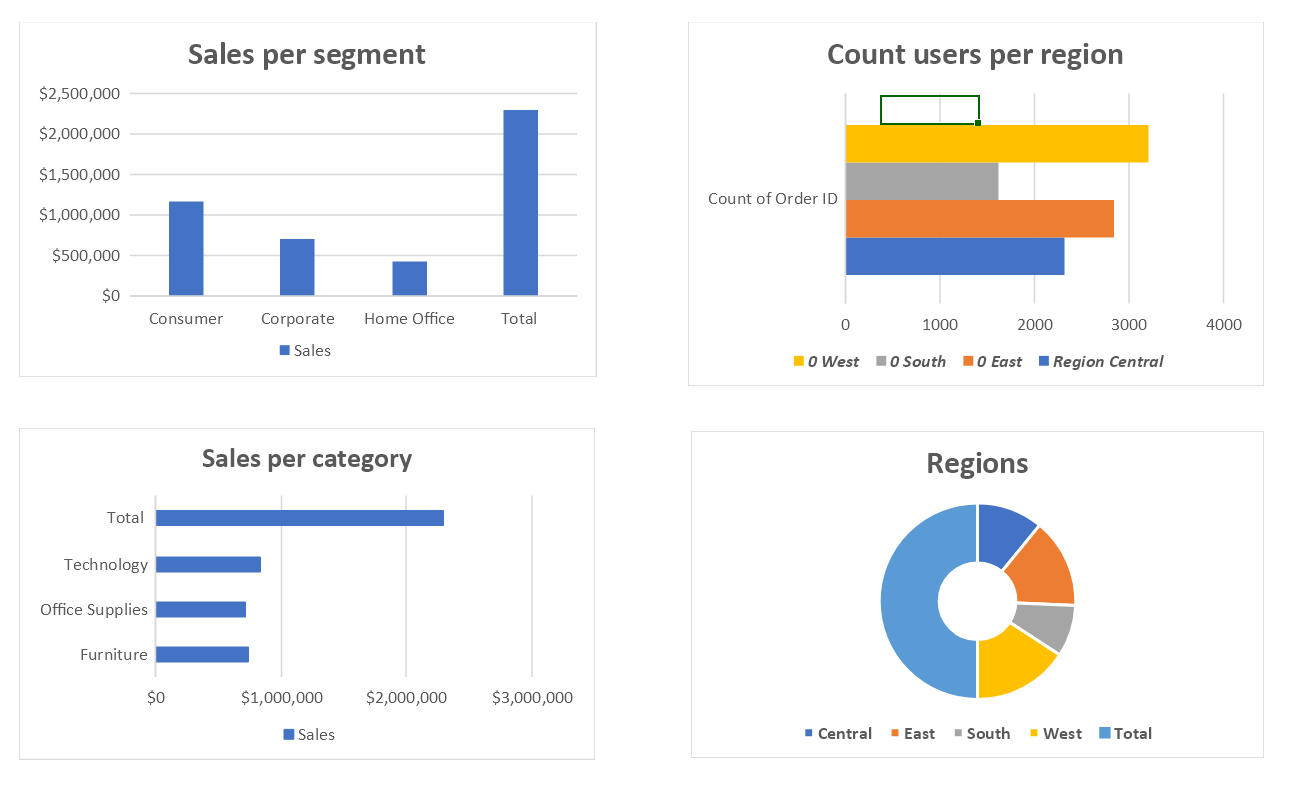 Sales per segment
$2,500,000
$2,000,000
$1,500,000
$1,000,000
$500,000
$0
Consumer Corporate Home Office Total
Sales
Count users per region
Count of Order ID
0 1000 2000 3000 4000
0 West 0 South 0 East Region Central
Sales per category
Total
Technology
Office Supplies
Furniture
$0 $1,000,000 $2,000,000 $3,000,000
Sales
Regions
Central East South West Total